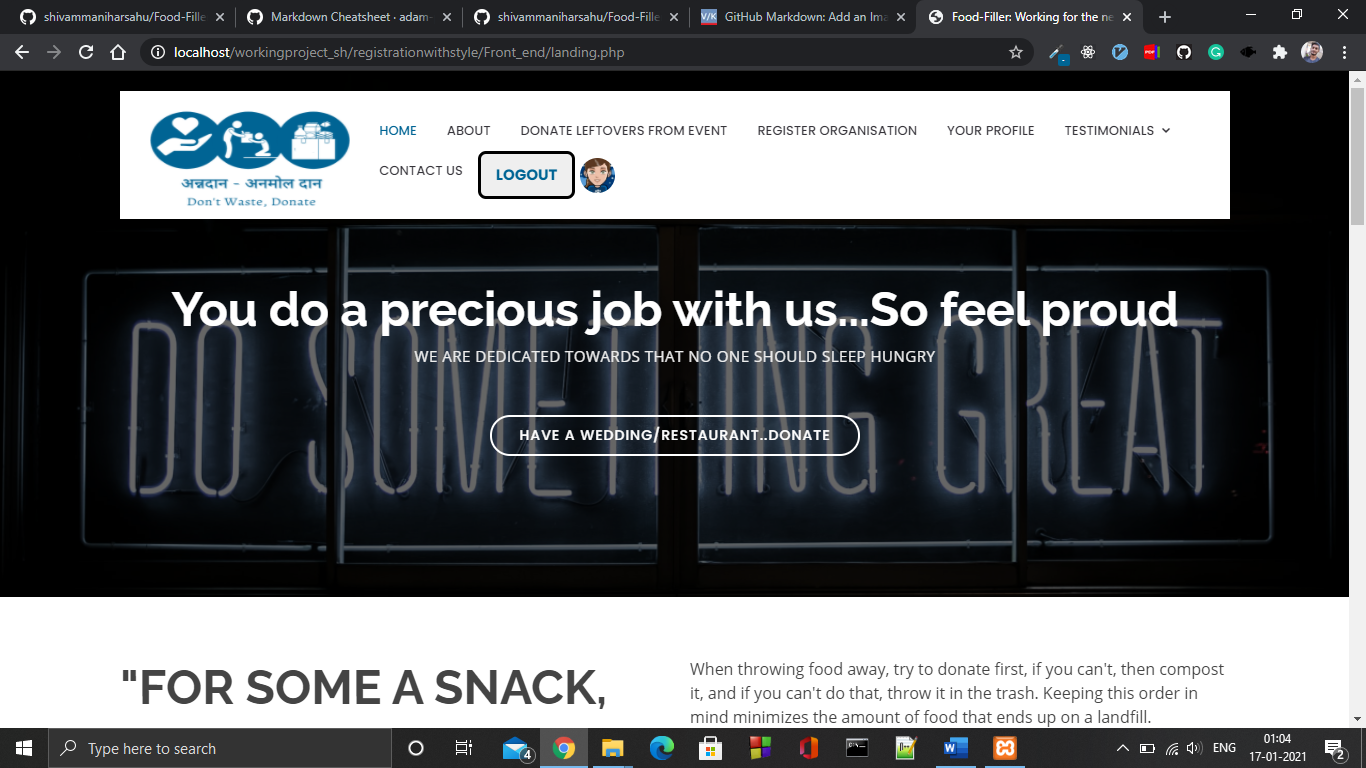 shivammaniharsahu/Food-Fille
Markdown Cheatsheet · adam-
shivammaniharsahu/Food-Fille
GitHub Markdown: Add an Ima
Food-Filler: Working for the ne
localhost/workingproject_sh/registrationwithstyle/Front_end/landing.php
HOME ABOUT DONATE LEFTOVERS FROM EVENT REGISTER ORGANISATION YOUR PROFILE TESTIMONIALS
CONTACT US LOGOUT
अन्नदान - अनमोल दान
Don't Waste, Donate
You do a precious job with us...So feel proud
WE ARE DEDICATED TOWARDS THAT NO ONE SHOULD SLEEP HUNGRY
HAVE A WEDDING/RESTAURANT..DONATE
DO SOMETHING GREAT
"FOR SOME A SNACK,
When throwing food away, try to donate first, if you can't, then compost
it, and if you can't do that, throw it in the trash. Keeping this order in
mind minimizes the amount of food that ends up on a landfill.
Type here to search
4
ENG
01:04
17-01-2021
2